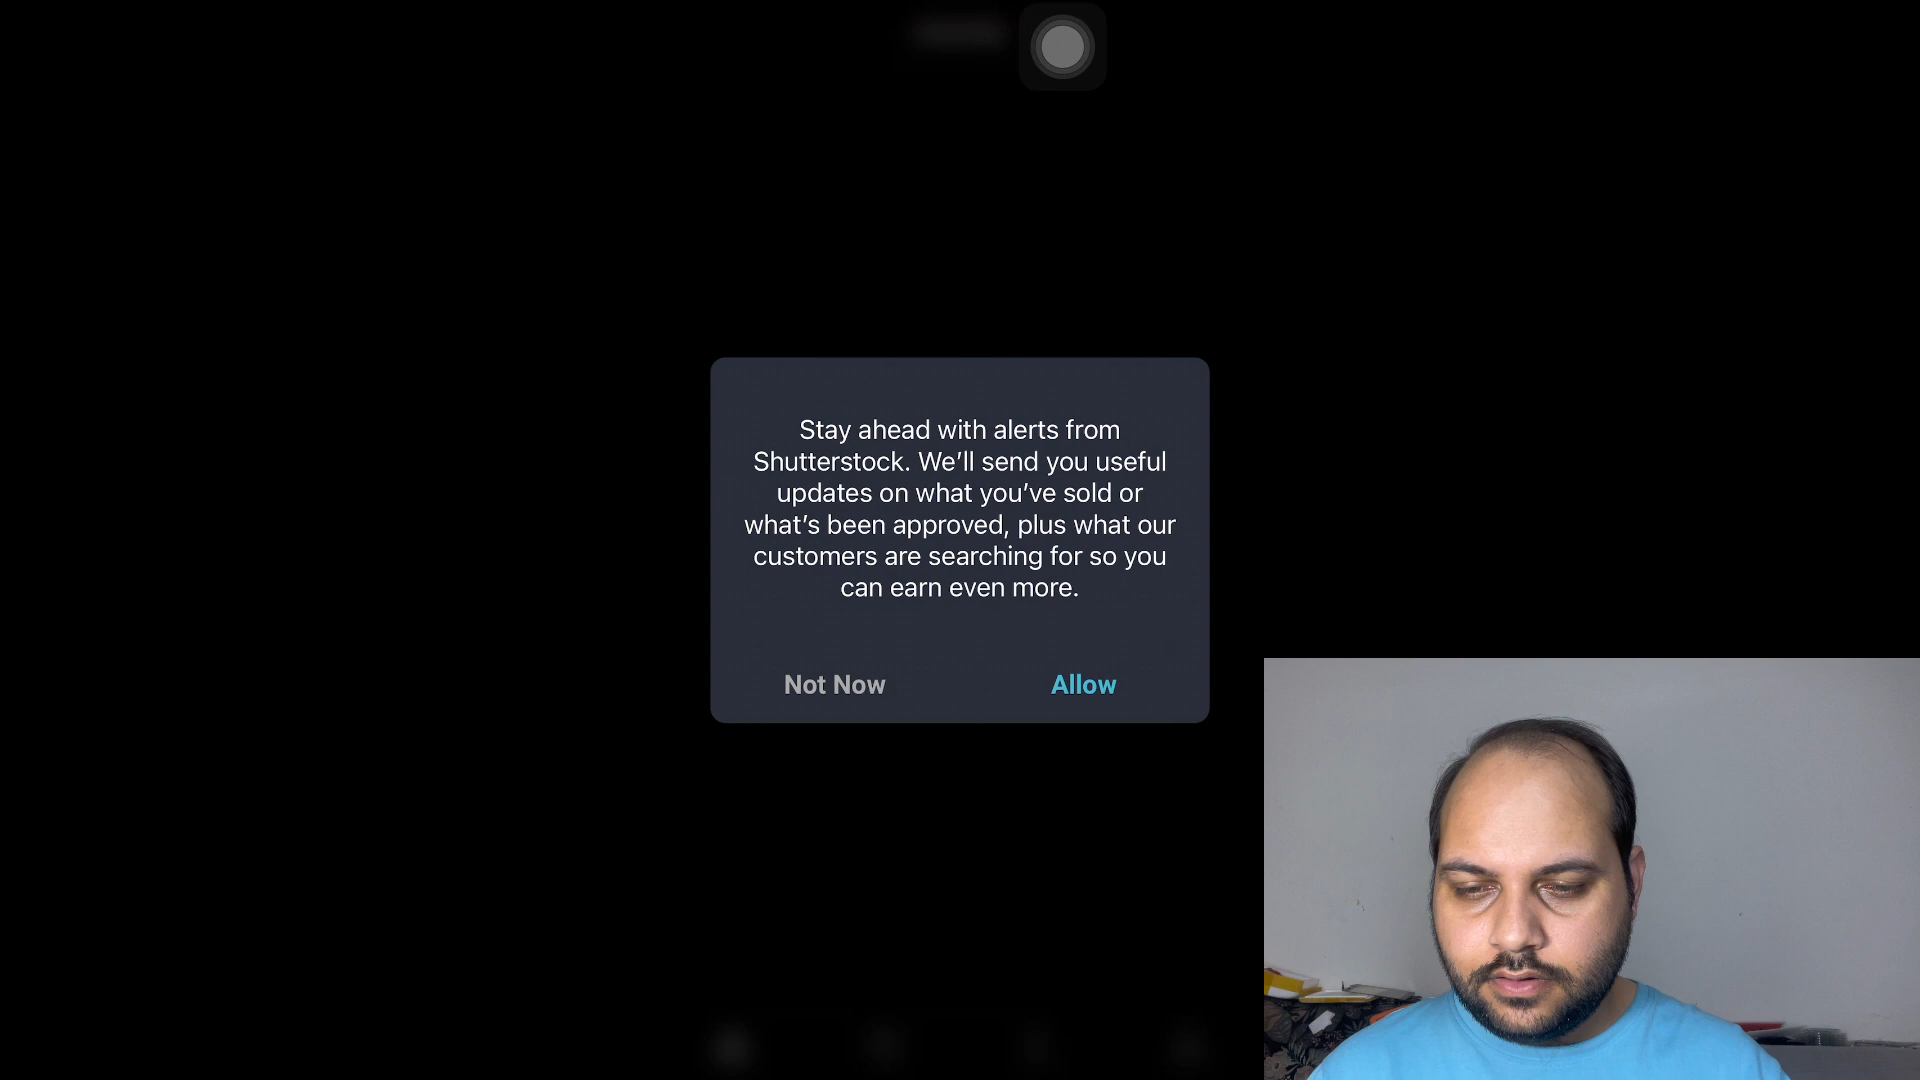 Stay ahead with alerts from
Shutterstock. We’ll send you useful
updates on what you’ve sold or
what’s been approved, plus what our
customers are searching for so you
can earn even more.
Not Now
Allow